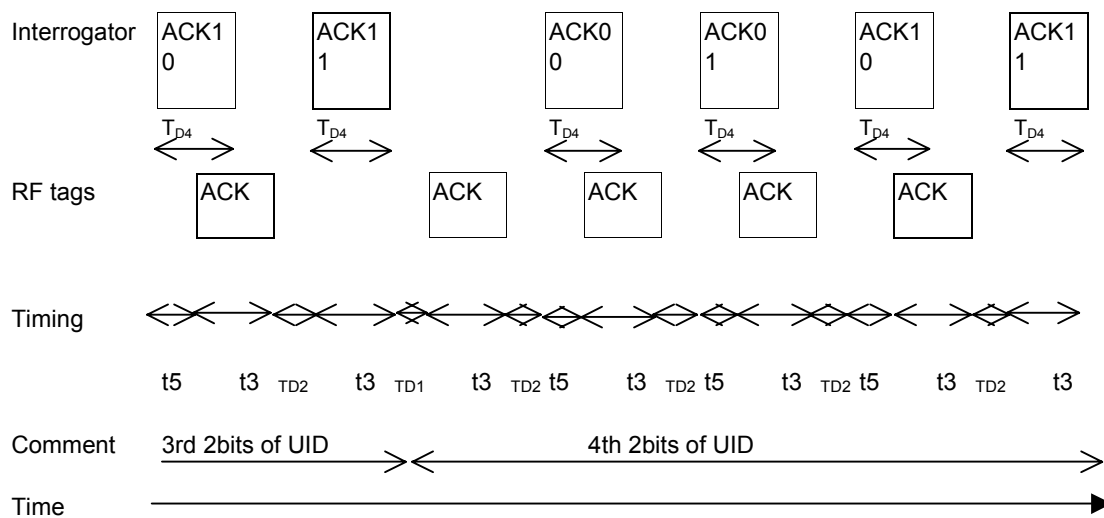 Interrogator ACK1 ACK1 ACK0 ACK0 ACK1 ACK1
0 1 0 1 0 1
TD4 TD4 TD4 TD4 TD4 TD4
RF tags ACK ACK ACK ACK ACK
Timing
t5 t3 TD2 t3 TD1 t3 TD2 t5 t3 TD2 t5 t3 TD2 t5 t3 TD2 t3
Comment 3rd 2bits of UID 4th 2bits of UID
Time